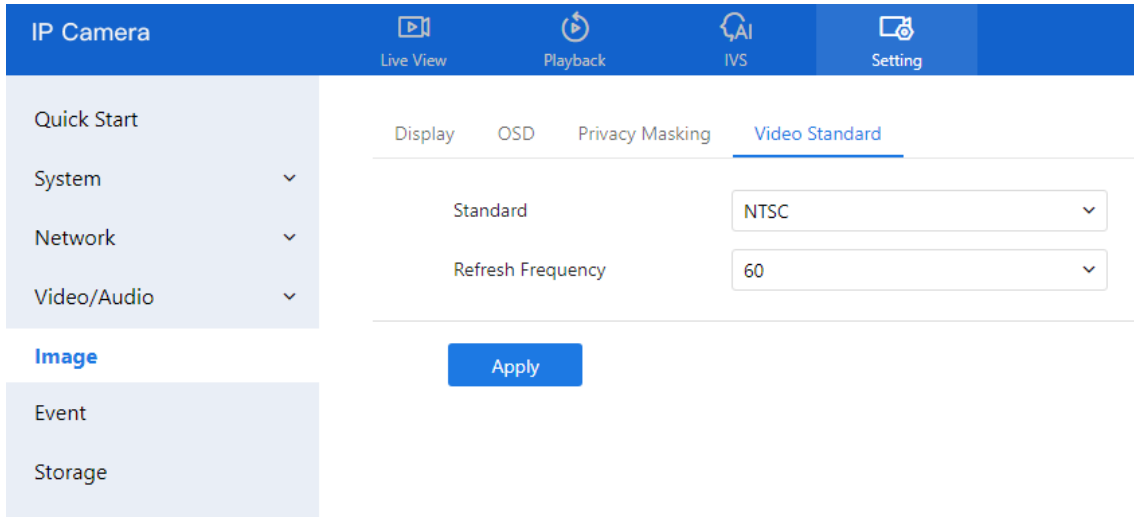 IP Camera
Live View
Playback
AI
IVS
Setting
Quick Start
System
Network
Video/Audio
Image
Event
Storage
Display OSD Privacy Masking Video Standard
Standard NTSC
Refresh Frequency 60
Apply